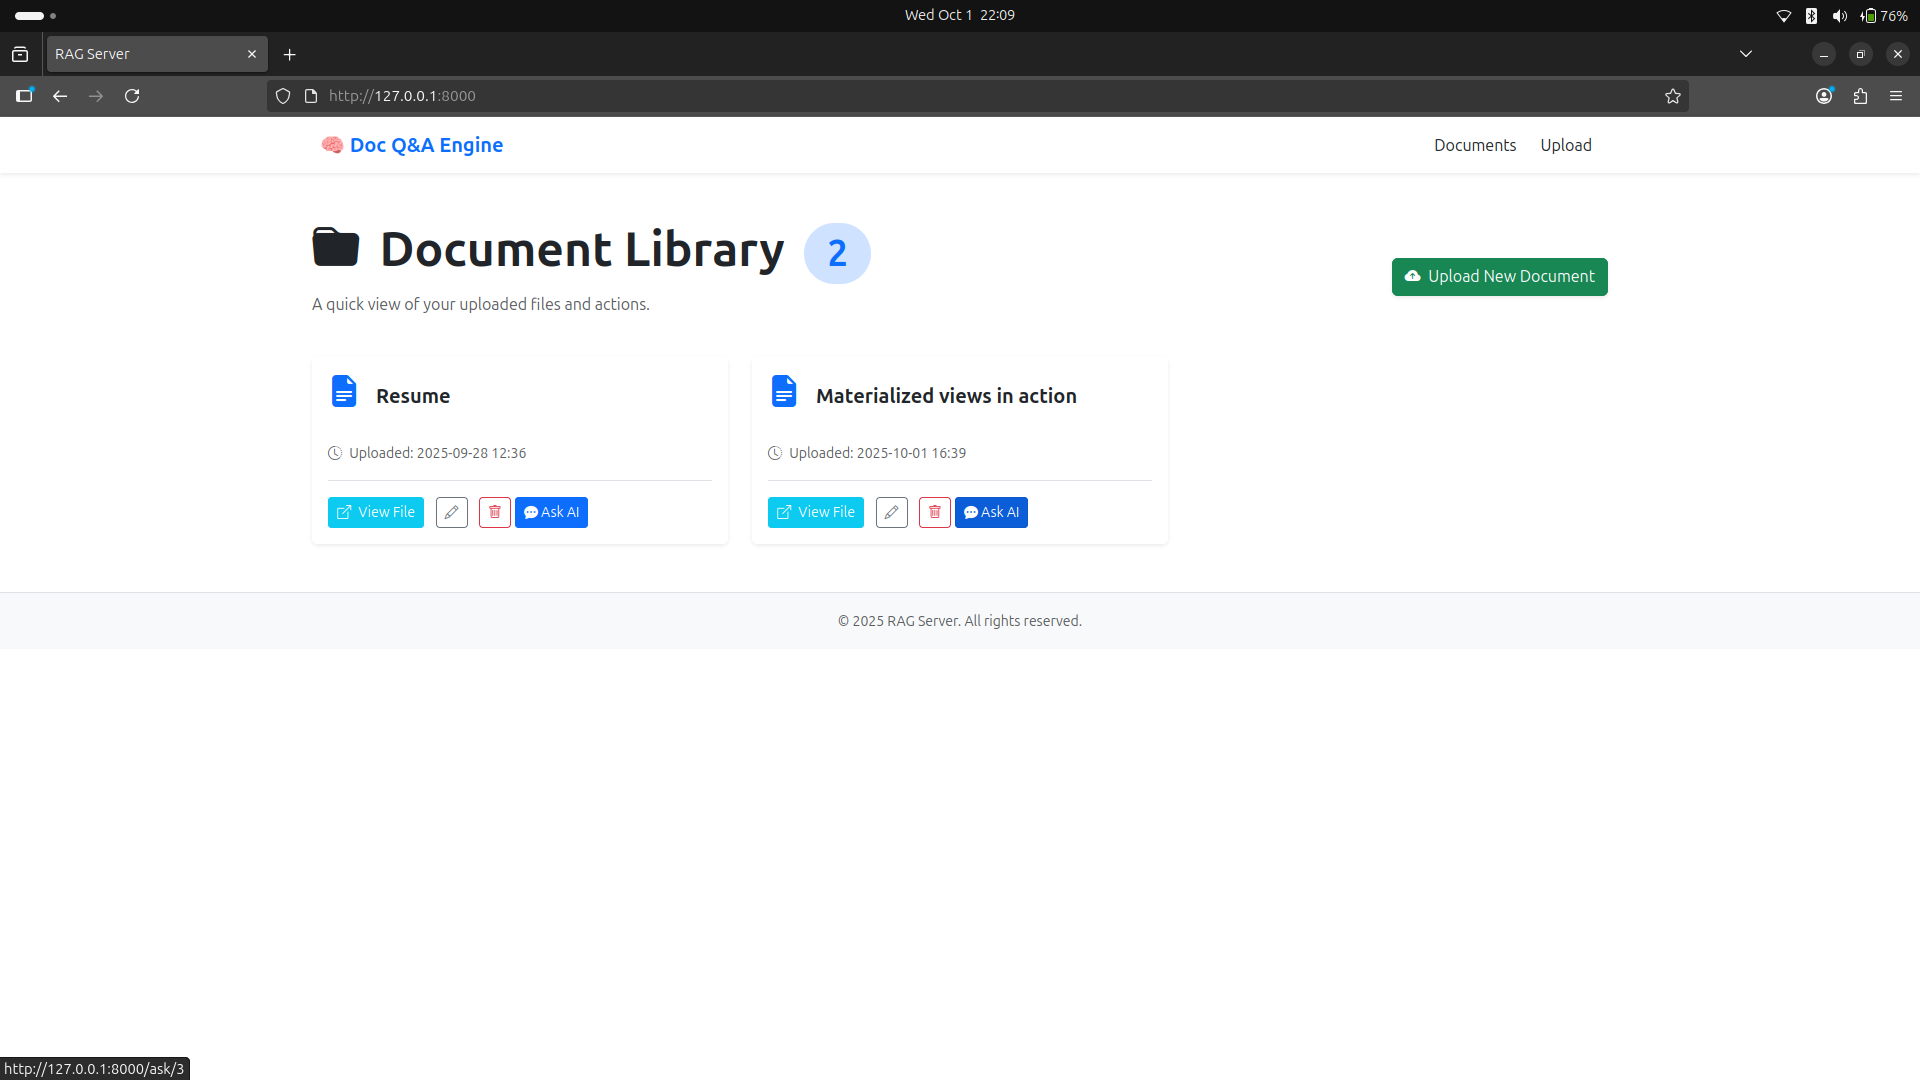 Wed Oct 1 22:09
76%
RAG Server
http://127.0.0.1:8000
Doc Q&A Engine
Documents
Upload
Document Library 2
Upload New Document
A quick view of your uploaded files and actions.
Resume
Uploaded: 2025-09-28 12:36
View File
Ask AI
Materialized views in action
Uploaded: 2025-10-01 16:39
View File
Ask AI
© 2025 RAG Server. All rights reserved.
http://127.0.0.1:8000/ask/3